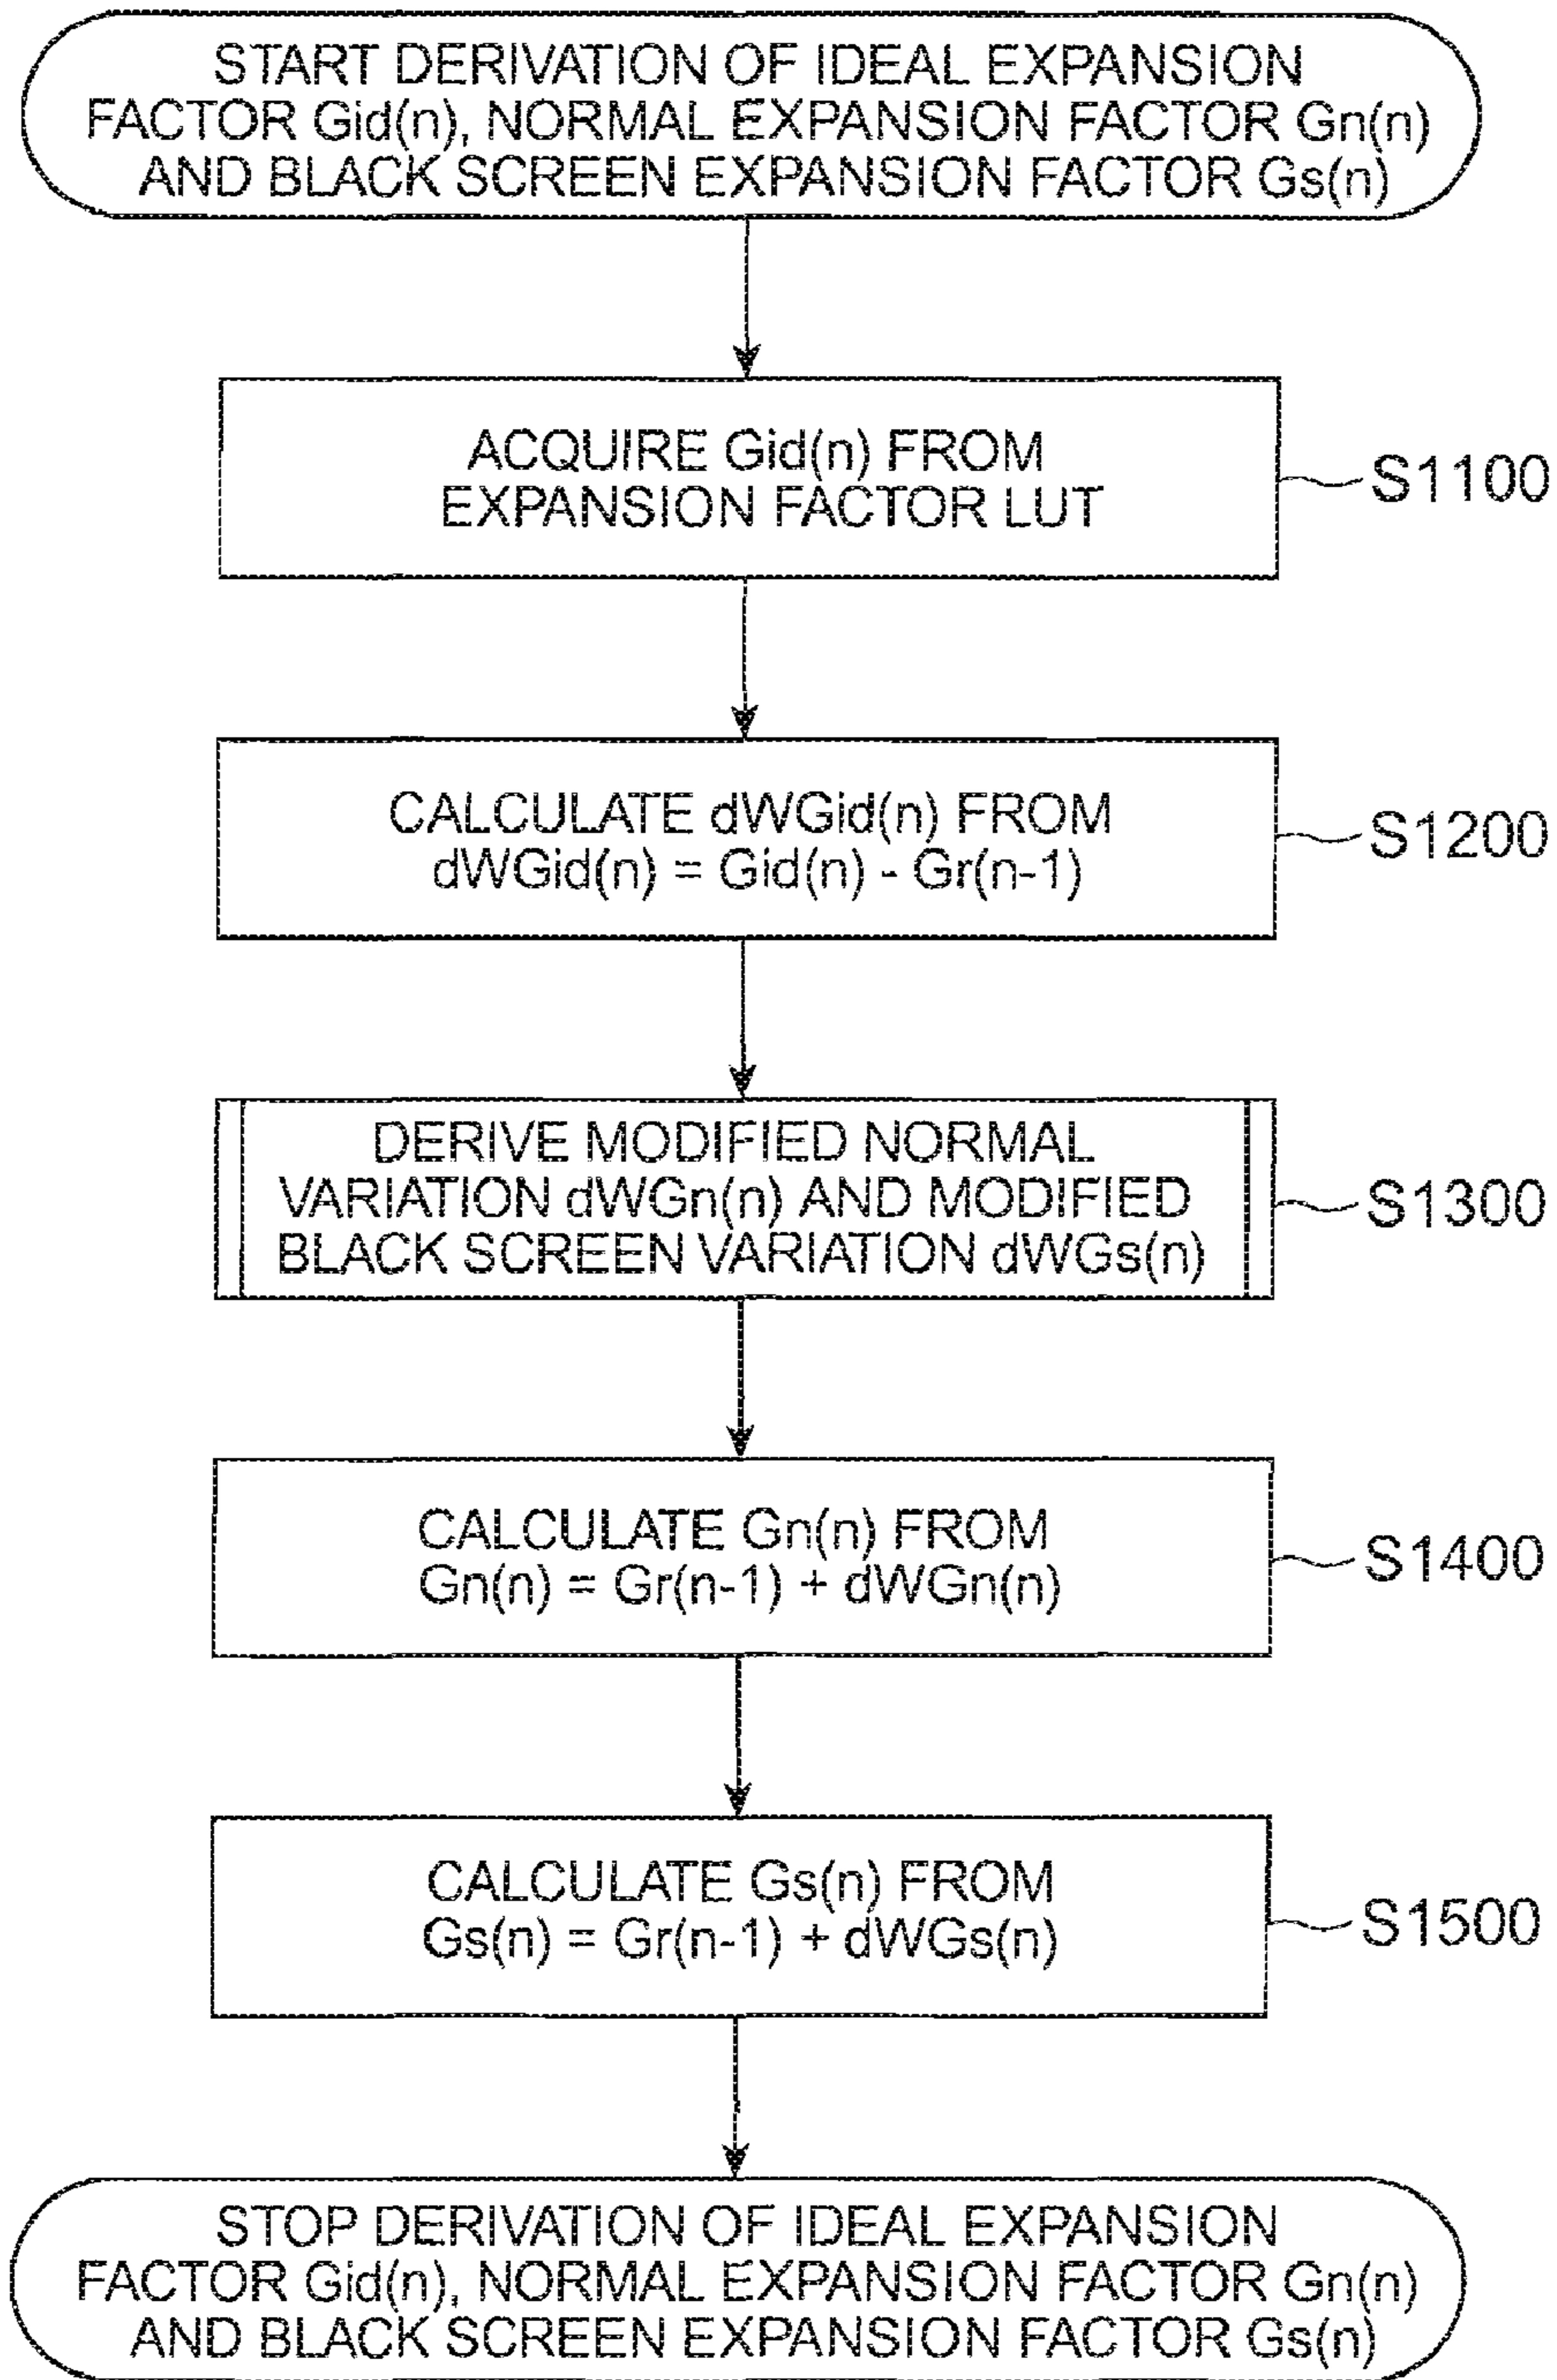 START DERIVATION OF IDEAL EXPANSION
FACTOR Gid(n), NORMAL EXPANSION FACTOR Gn(n)
AND BLACK SCREEN EXPANSION FACTOR Gs(n)
ACQUIRE Gid(n) FROM
EXPANSION FACTOR LUT
S1100
CALCULATE dWGid(n) FROM
dWGid(n) = Gid(n) - Gr(n-1)
S1200
DERIVE MODIFIED NORMAL
VARIATION dWGn(n) AND MODIFIED
BLACK SCREEN VARIATION dWGs(n)
S1300
CALCULATE Gn(n) FROM
Gn(n) = Gr(n-1) + dWGn(n)
S1400
CALCULATE Gs(n) FROM
Gs(n) = Gr(n-1) + dWGs(n)
S1500
STOP DERIVATION OF IDEAL EXPANSION
FACTOR Gid(n), NORMAL EXPANSION FACTOR Gn(n)
AND BLACK SCREEN EXPANSION FACTOR Gs(n)